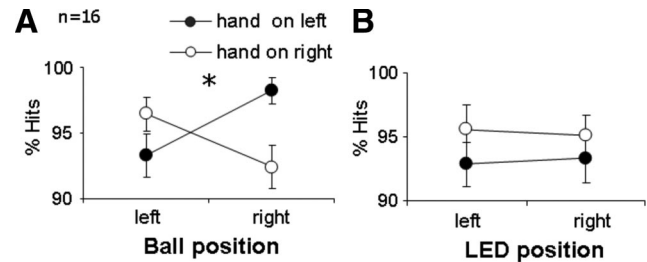 A n=16
hand on left
hand on right
*
% Hits
100
95
90
left right
Ball position
B
% Hits
100
95
90
left right
LED position